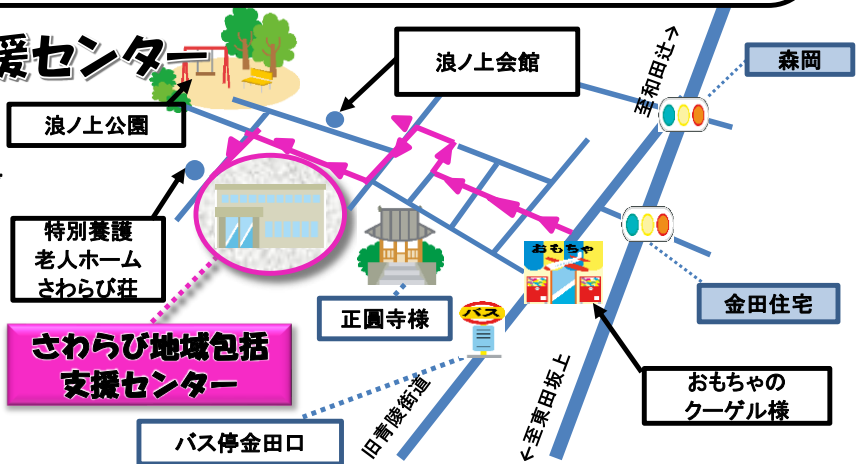 援センター
浪ノ上公園
浪ノ上会館
至和田辻→
森岡
特別養護
老人ホーム
さわらび荘
おもちゃ
正圓寺様
バス
金田住宅
さわらび地域包括
支援センター
おもちゃの
クーゲル様
旧青陵街道
←至東田坂上
バス停金田口